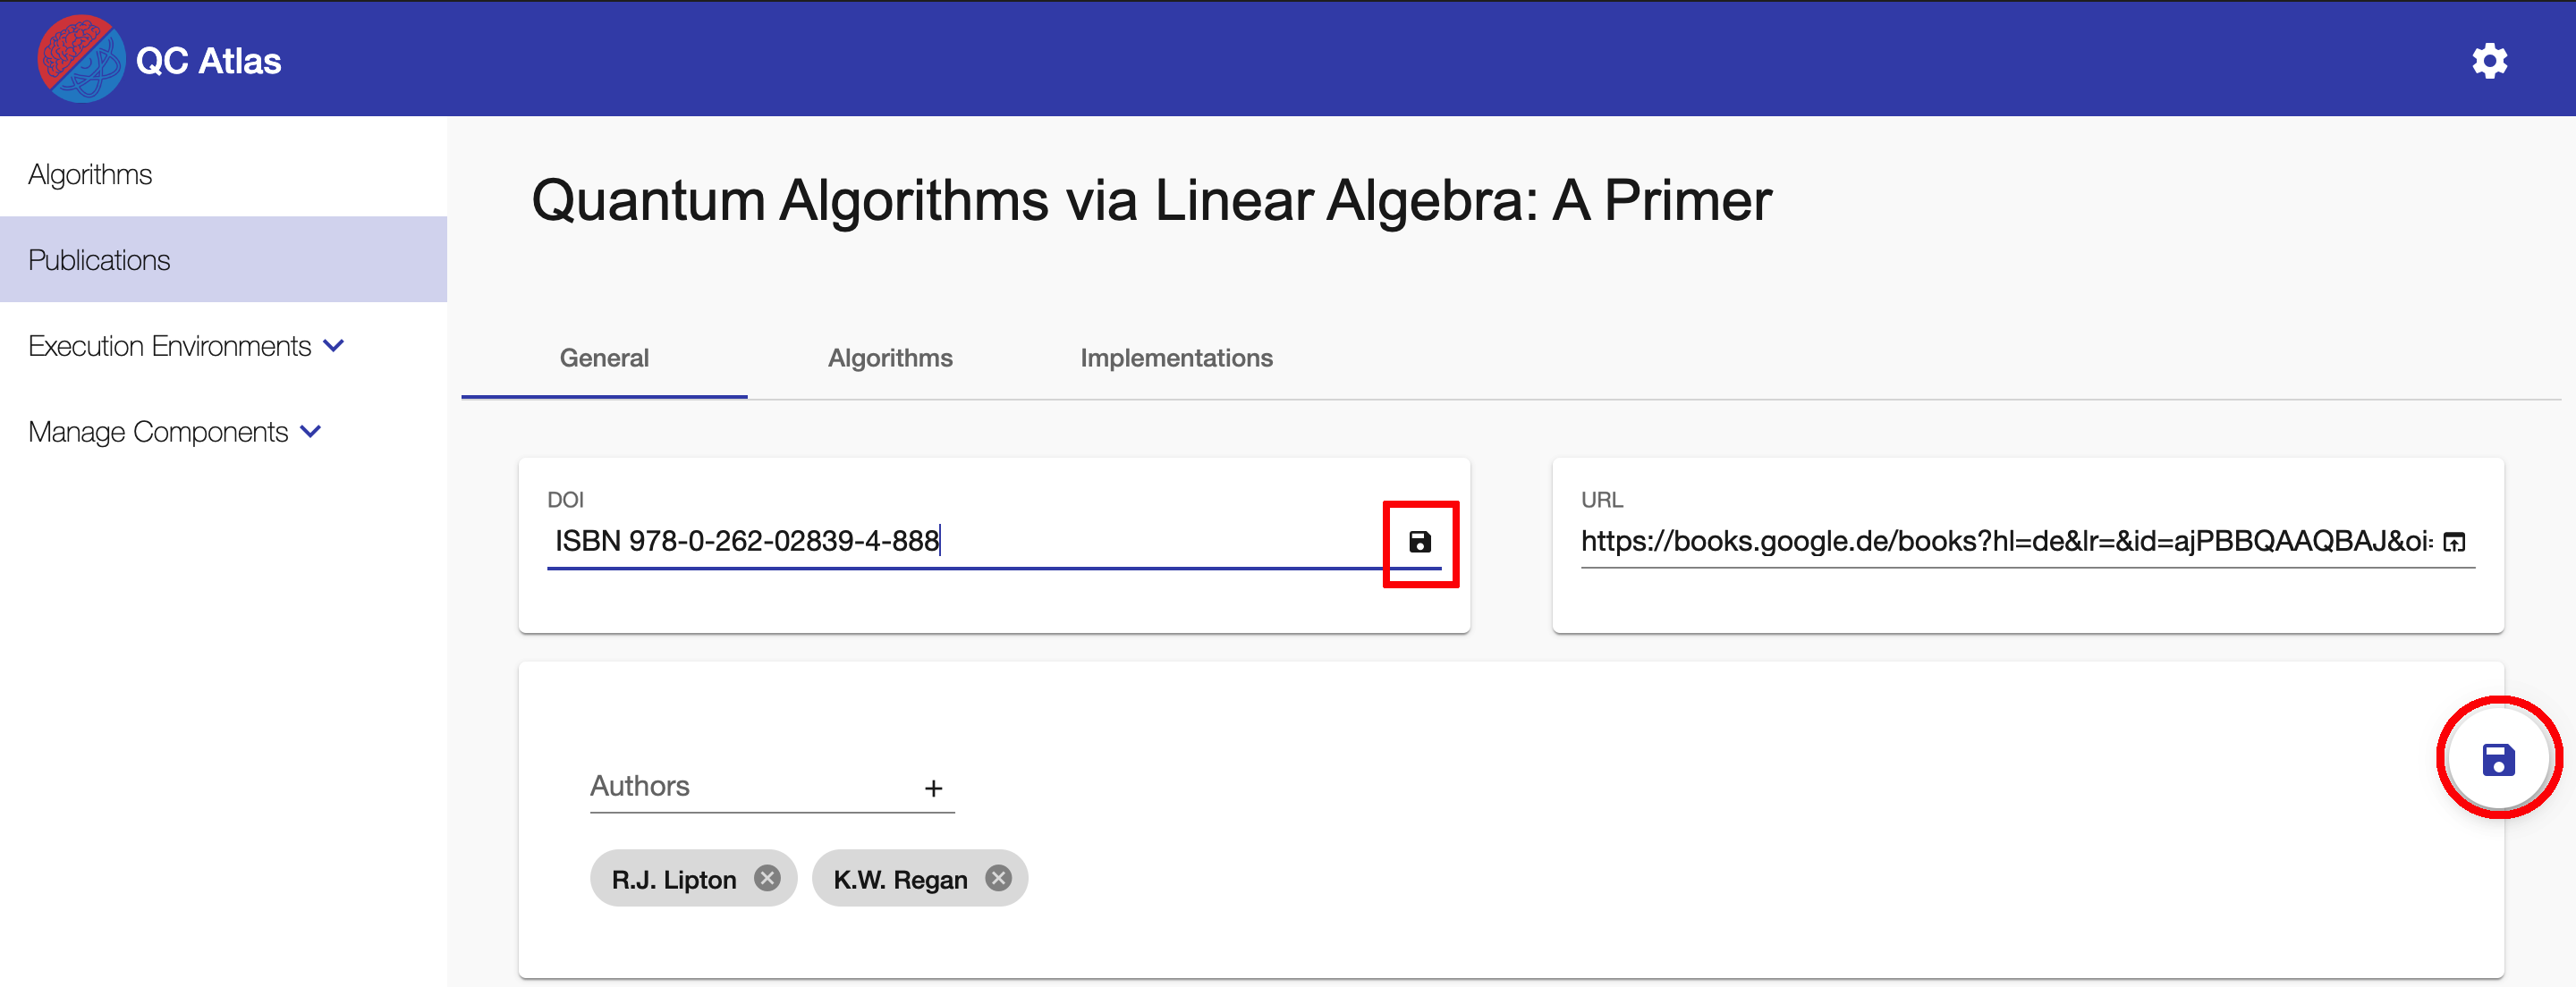 QC Atlas
Algorithms
Publications
Execution Environments
Manage Components
Quantum Algorithms via Linear Algebra: A Primer
General Algorithms Implementations
DOI
ISBN 978-0-262-02839-4-888
URL
https://books.google.de/books?hl=de&lr=&id=ajPBBQAAQBAJ&oi=
Authors +
R.J. Lipton K.W. Regan